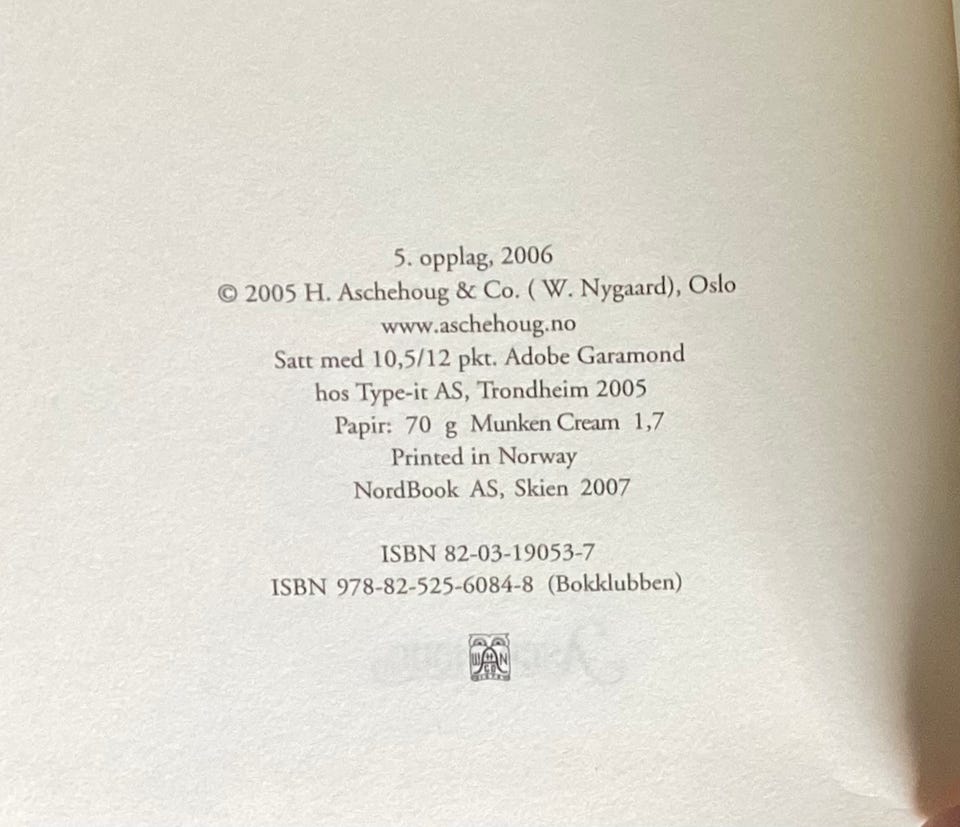 5. opplag, 2006
© 2005 H. Aschehoug & Co. ( W. Nygaard), Oslo
www.aschehoug.no
Satt med 10,5/12 pkt. Adobe Garamond
hos Type-it AS, Trondheim 2005
Papir: 70 g Munken Cream 1,7
Printed in Norway
NordBook AS, Skien 2007
ISBN 82-03-19053-7
ISBN 978-82-525-6084-8 (Bokklubben)